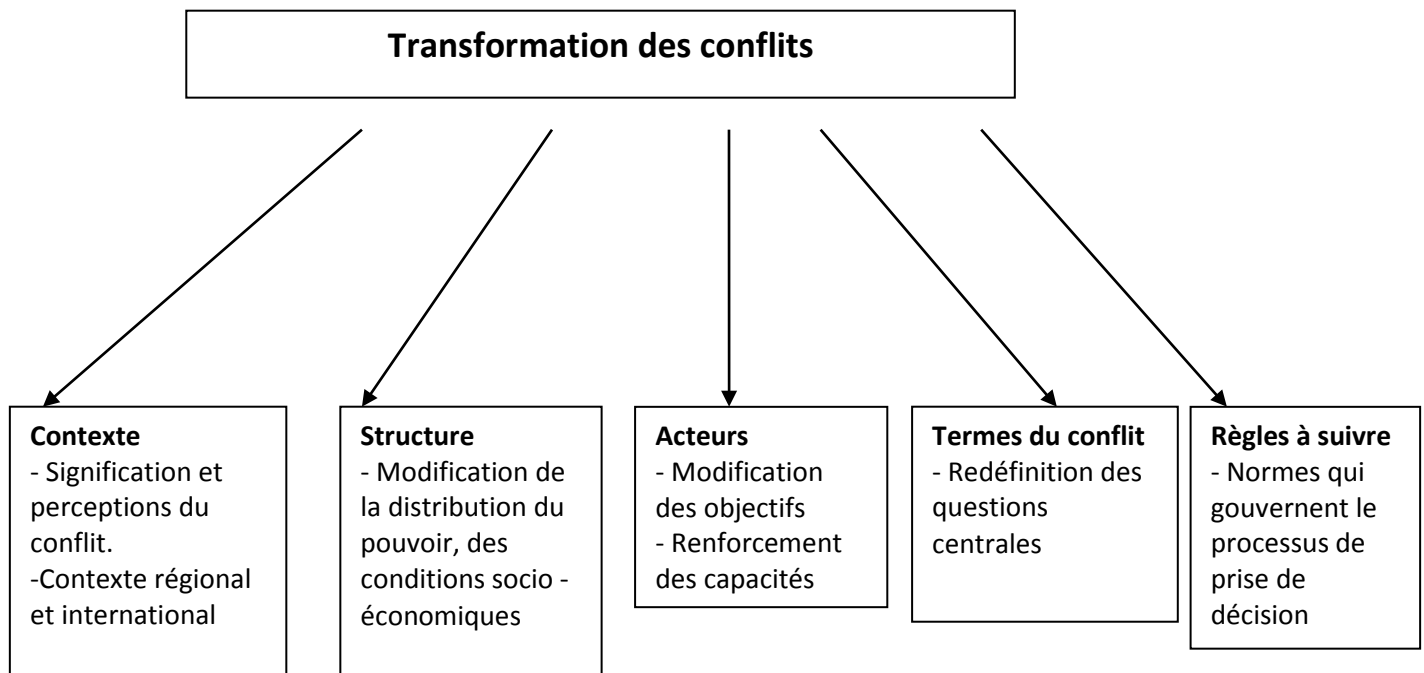 Transformation des conflits
Contexte
- Signification et
perceptions du
conflit.
-Contexte régional
et international
Structure
- Modification de
la distribution du
pouvoir, des
conditions socio -
économiques
Acteurs
- Modification
des objectifs
- Renforcement
des capacités
Termes du conflit
- Redéfinition des
questions
centrales
Règles à suivre
- Normes qui
gouvernent le
processus de
prise de
décision